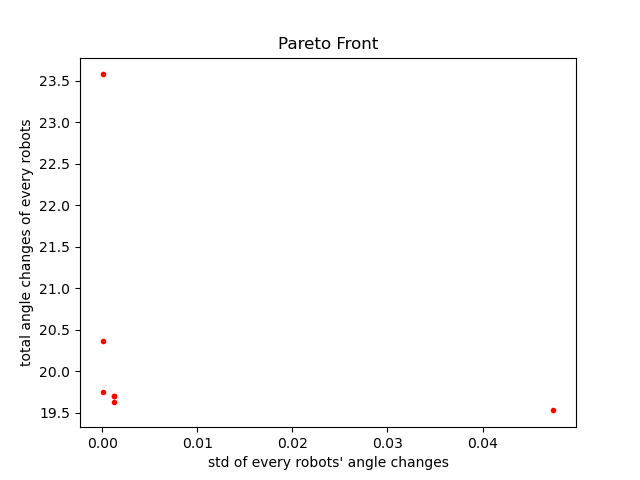 Pareto Front
total angle changes of every robots
23.5
23.0
22.5
22.0
21.5
21.0
20.5
20.0
19.5
0.00 0.01 0.02 0.03 0.04
std of every robots' angle changes